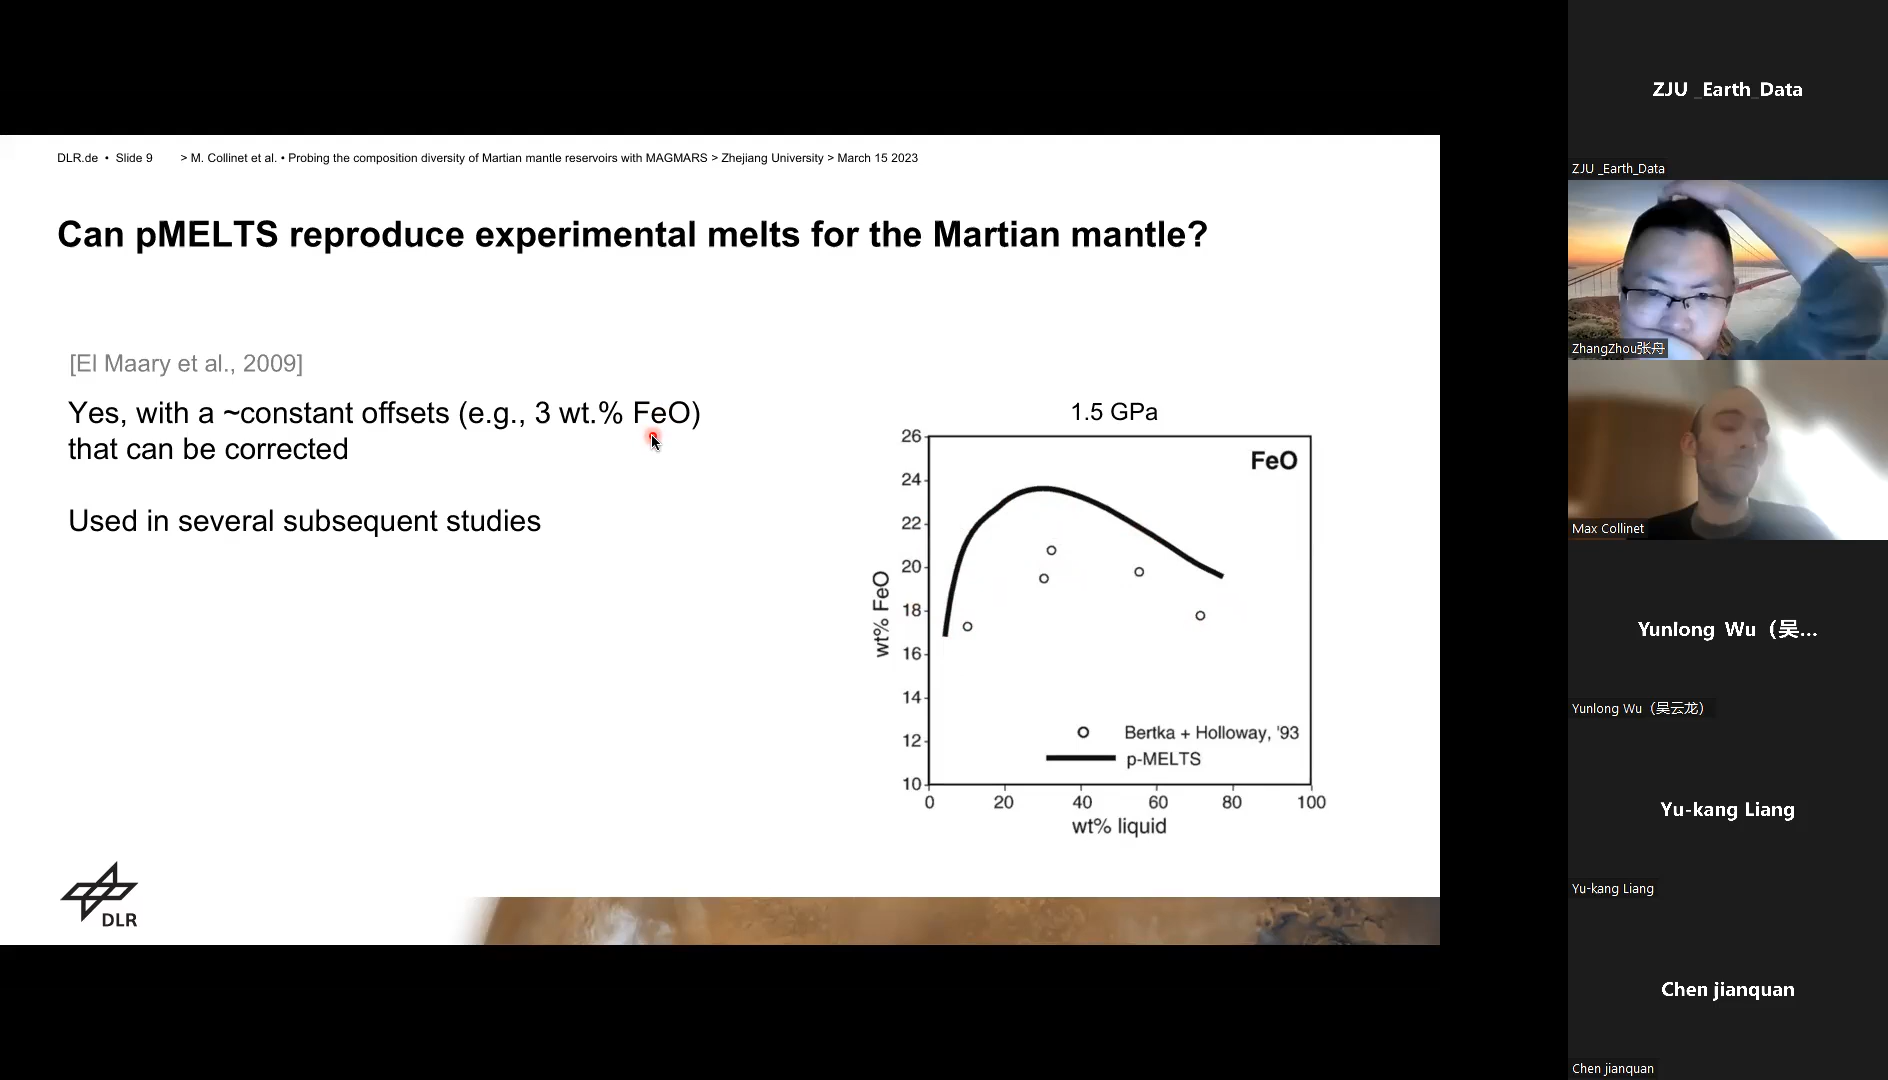 DLR.de • Slide 9 > M. Collinet et al. • Probing the composition diversity of Martian mantle reservoirs with MAGMARS > Zhejiang University > March 15 2023
Can pMELTS reproduce experimental melts for the Martian mantle?
[El Maary et al., 2009]
Yes, with a ~constant offsets (e.g., 3 wt.% FeO)
that can be corrected
Used in several subsequent studies
1.5 GPa
FeO
26
24
22
20
18
16
14
12
10
wt% FeO
Bertka + Holloway, '93
p-MELTS
0 20 40 60 80 100
wt% liquid
DLR
ZJU _Earth_Data
ZJU _Earth_Data
ZhangZhou张舟
Max Collinet
Yunlong Wu（吴...
Yunlong Wu（吴云龙）
Yu-kang Liang
Yu-kang Liang
Chen jianquan
Chen jianquan